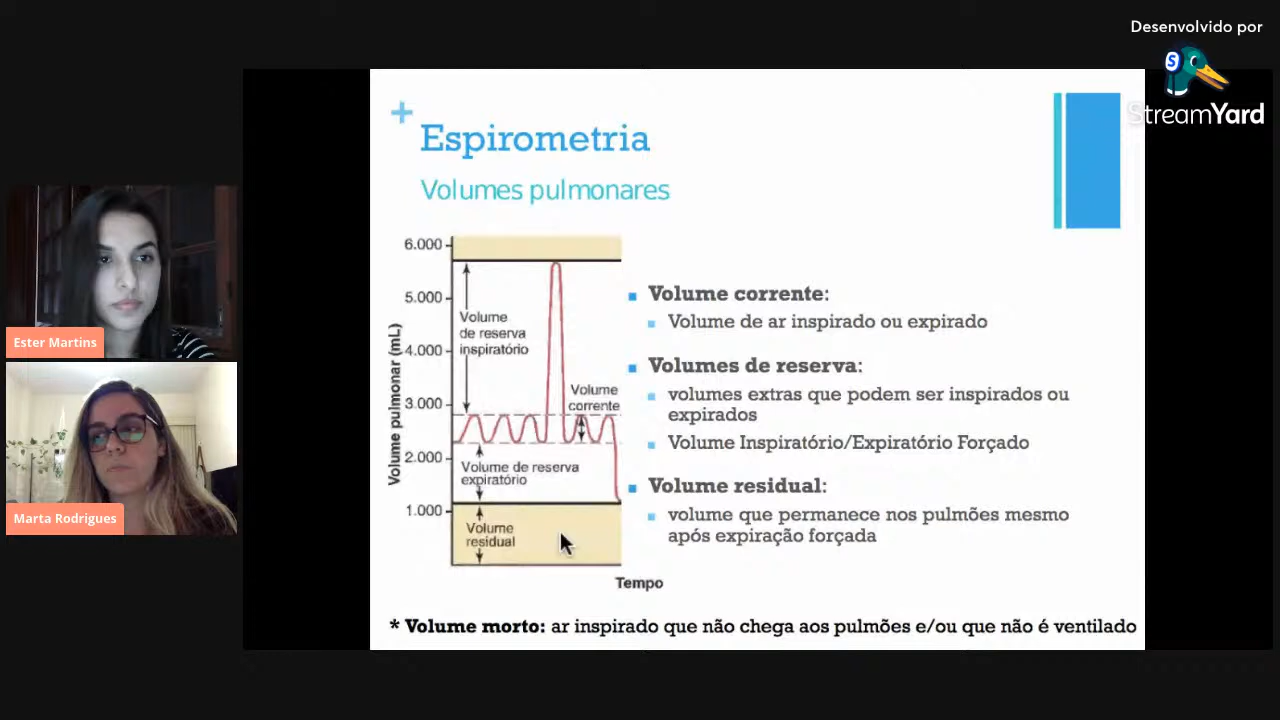 Desenvolvido por
StreamYard
+
Espirometria
Volumes pulmonares
6.000
5.000
4.000
3.000
2.000
1.000
Volume pulmonar (mL)
Volume
de reserva
inspiratório
Volume
corrente
Volume de reserva
expiratório
Volume
residual
Tempo
Volume corrente:
Volume de ar inspirado ou expirado
Volumes de reserva:
volumes extras que podem ser inspirados ou
expirados
Volume Inspiratório/Expiratório Forçado
Volume residual:
volume que permanece nos pulmões mesmo
após expiração forçada
* Volume morto: ar inspirado que não chega aos pulmões e/ou que não é ventilado
Ester Martins
Marta Rodrigues